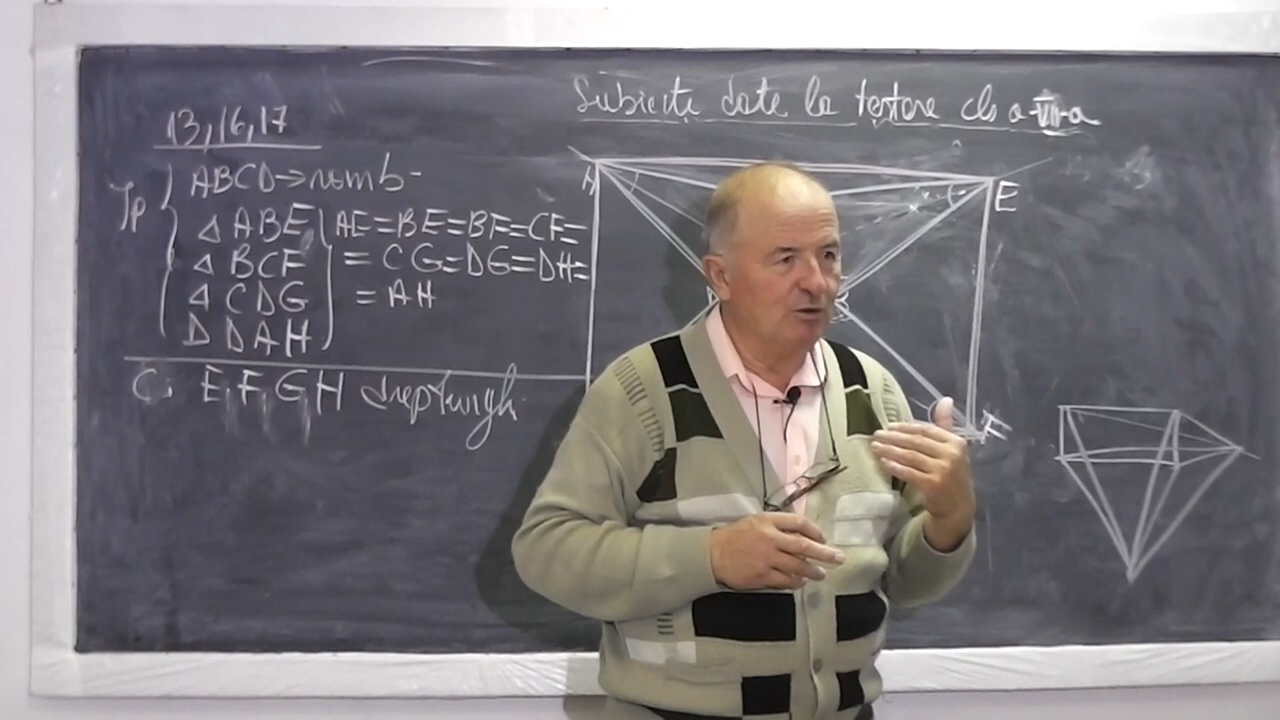 Subiecte date la testare cls a VII-a
13,16,17
Ip ABCD→romb
△ ABE AE=BE=BF=CF=
△ BCF = CG=DG=DH=
△ CDG = AH
D DAH
C: E,F,G,H dreptungh
H E
F